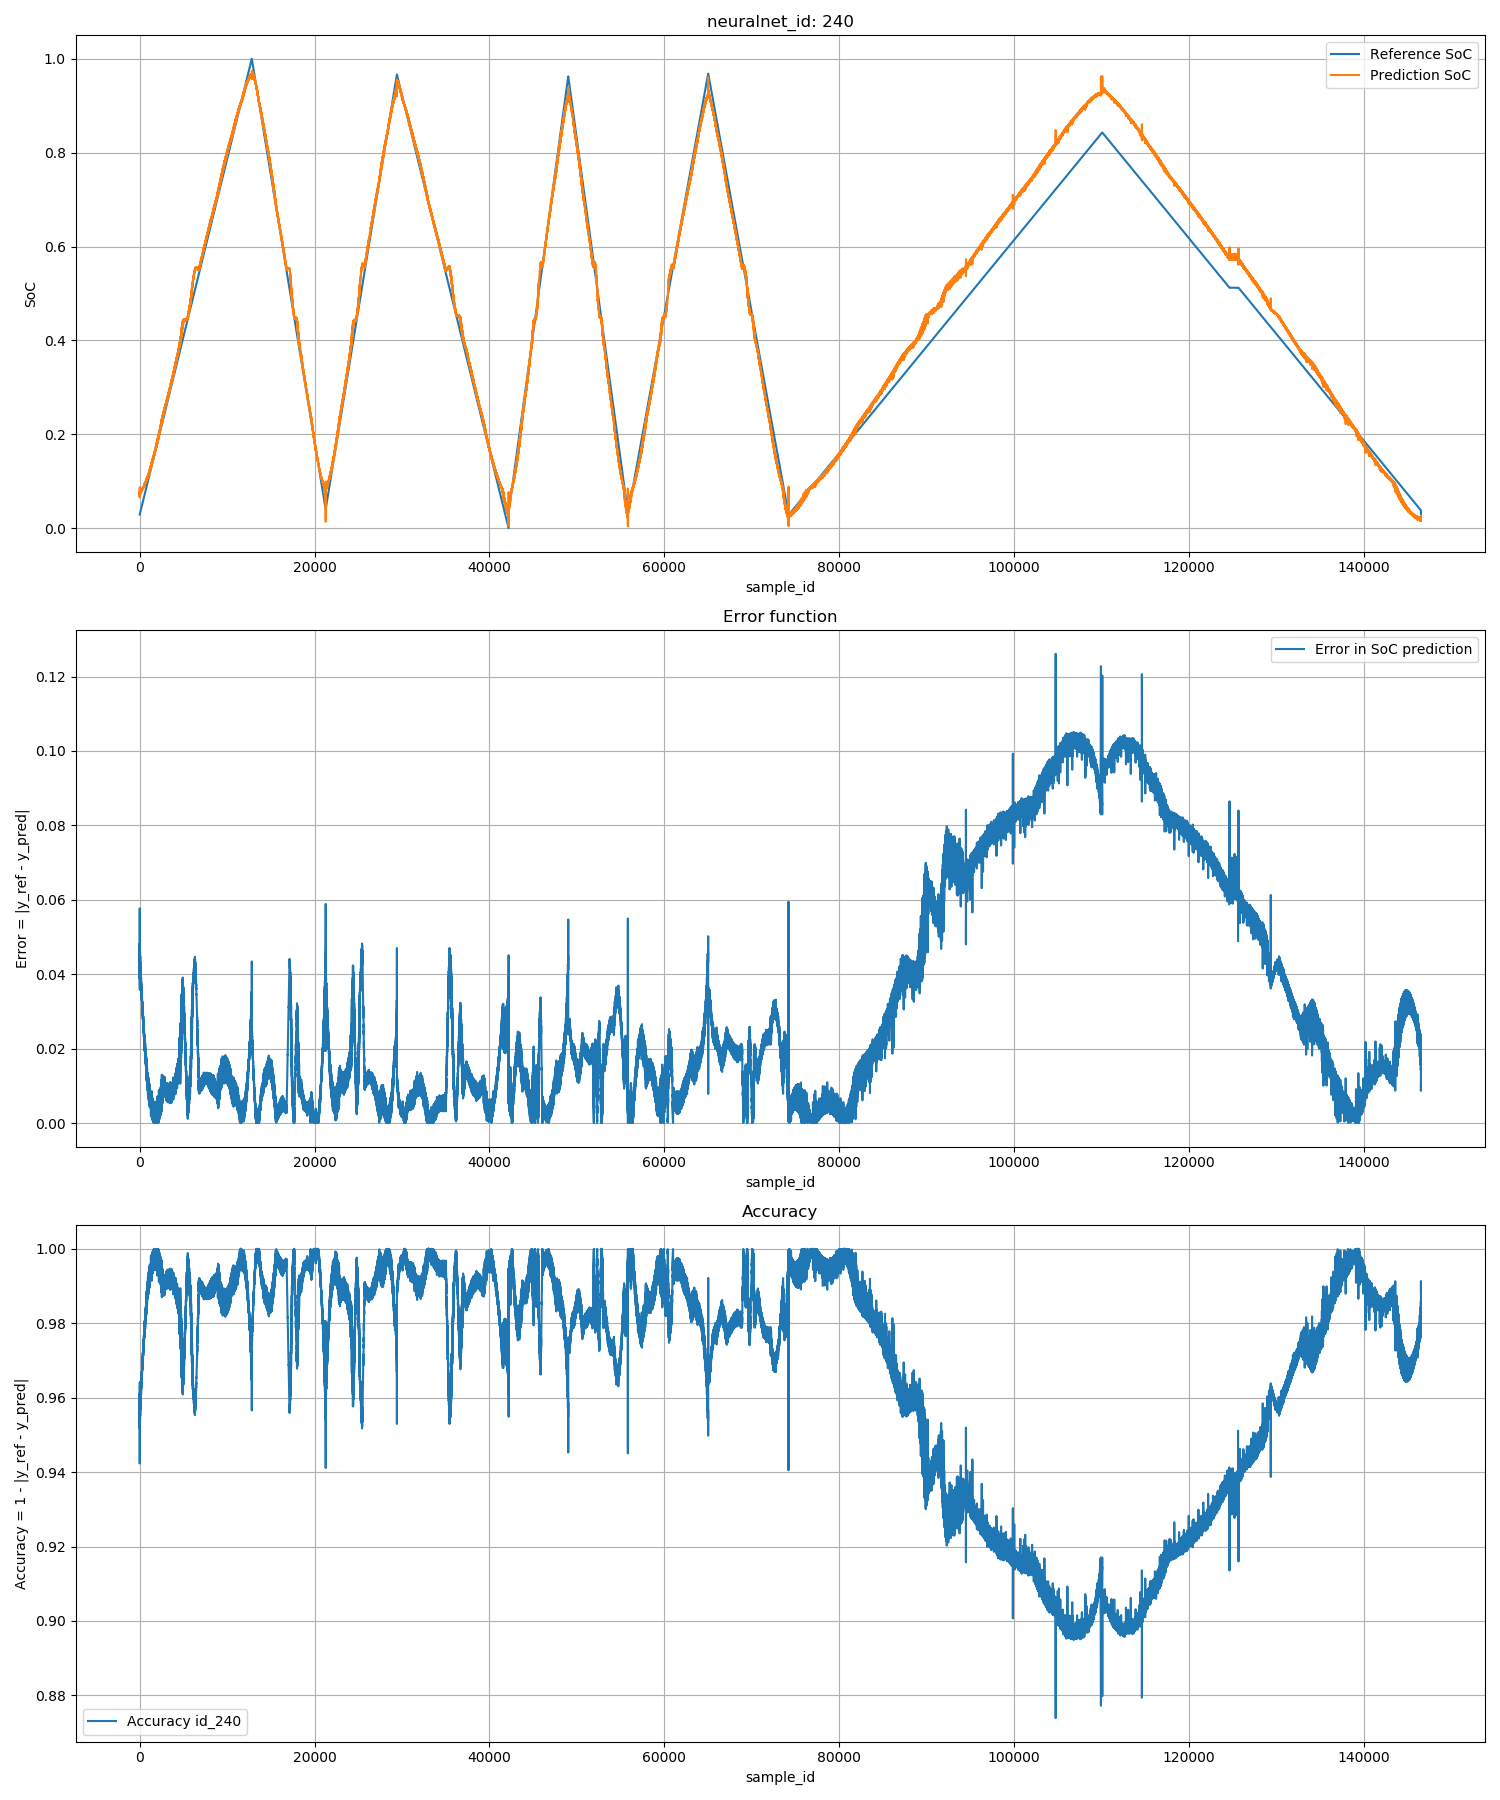 neuralnet_id: 240
Reference SoC
Prediction SoC
SoC
1.0
0.8
0.6
0.4
0.2
0.0
0 20000 40000 60000 80000 100000 120000 140000
sample_id
Error function
Error in SoC prediction
Error = |y_ref - y_pred|
0.12
0.10
0.08
0.06
0.04
0.02
0.00
0 20000 40000 60000 80000 100000 120000 140000
sample_id
Accuracy
Accuracy = 1 - |y_ref - y_pred|
1.00
0.98
0.96
0.94
0.92
0.90
0.88
Accuracy id_240
0 20000 40000 60000 80000 100000 120000 140000
sample_id